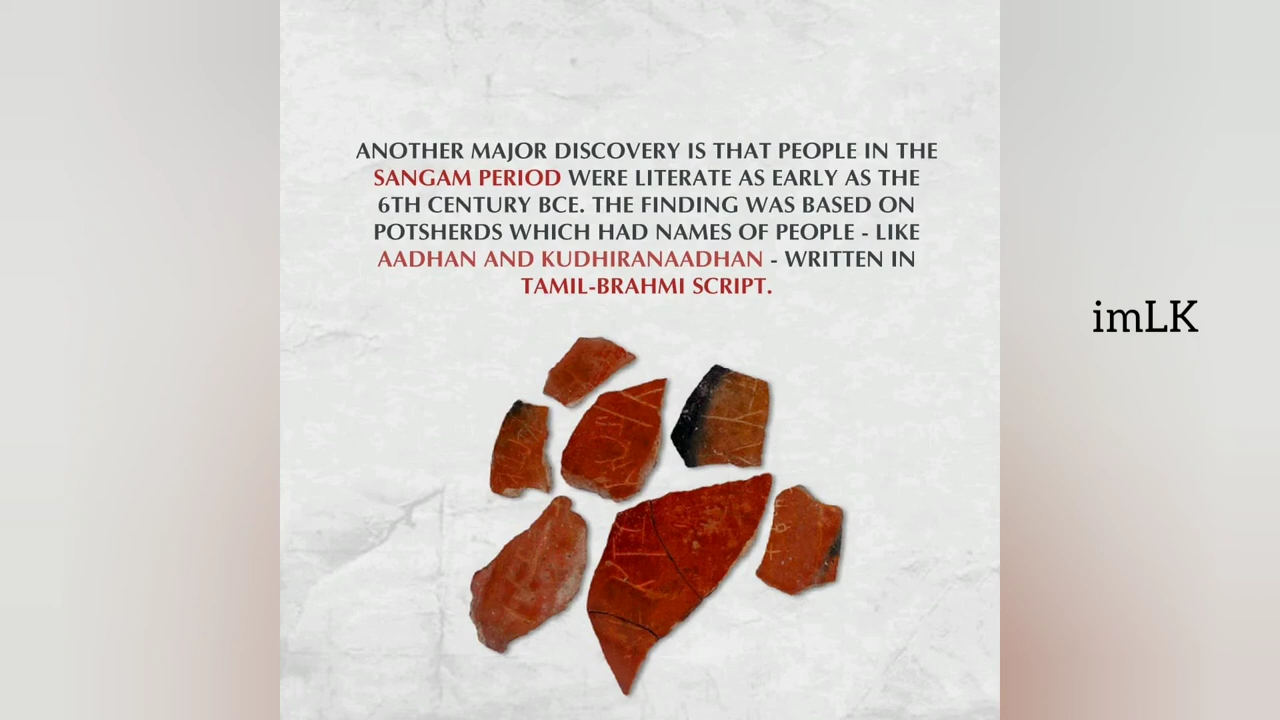 ANOTHER MAJOR DISCOVERY IS THAT PEOPLE IN THE
SANGAM PERIOD WERE LITERATE AS EARLY AS THE
6TH CENTURY BCE. THE FINDING WAS BASED ON
POTSHERDS WHICH HAD NAMES OF PEOPLE - LIKE
AADHAN AND KUDHIRANAADHAN - WRITTEN IN
TAMIL-BRAHMI SCRIPT.
imLK